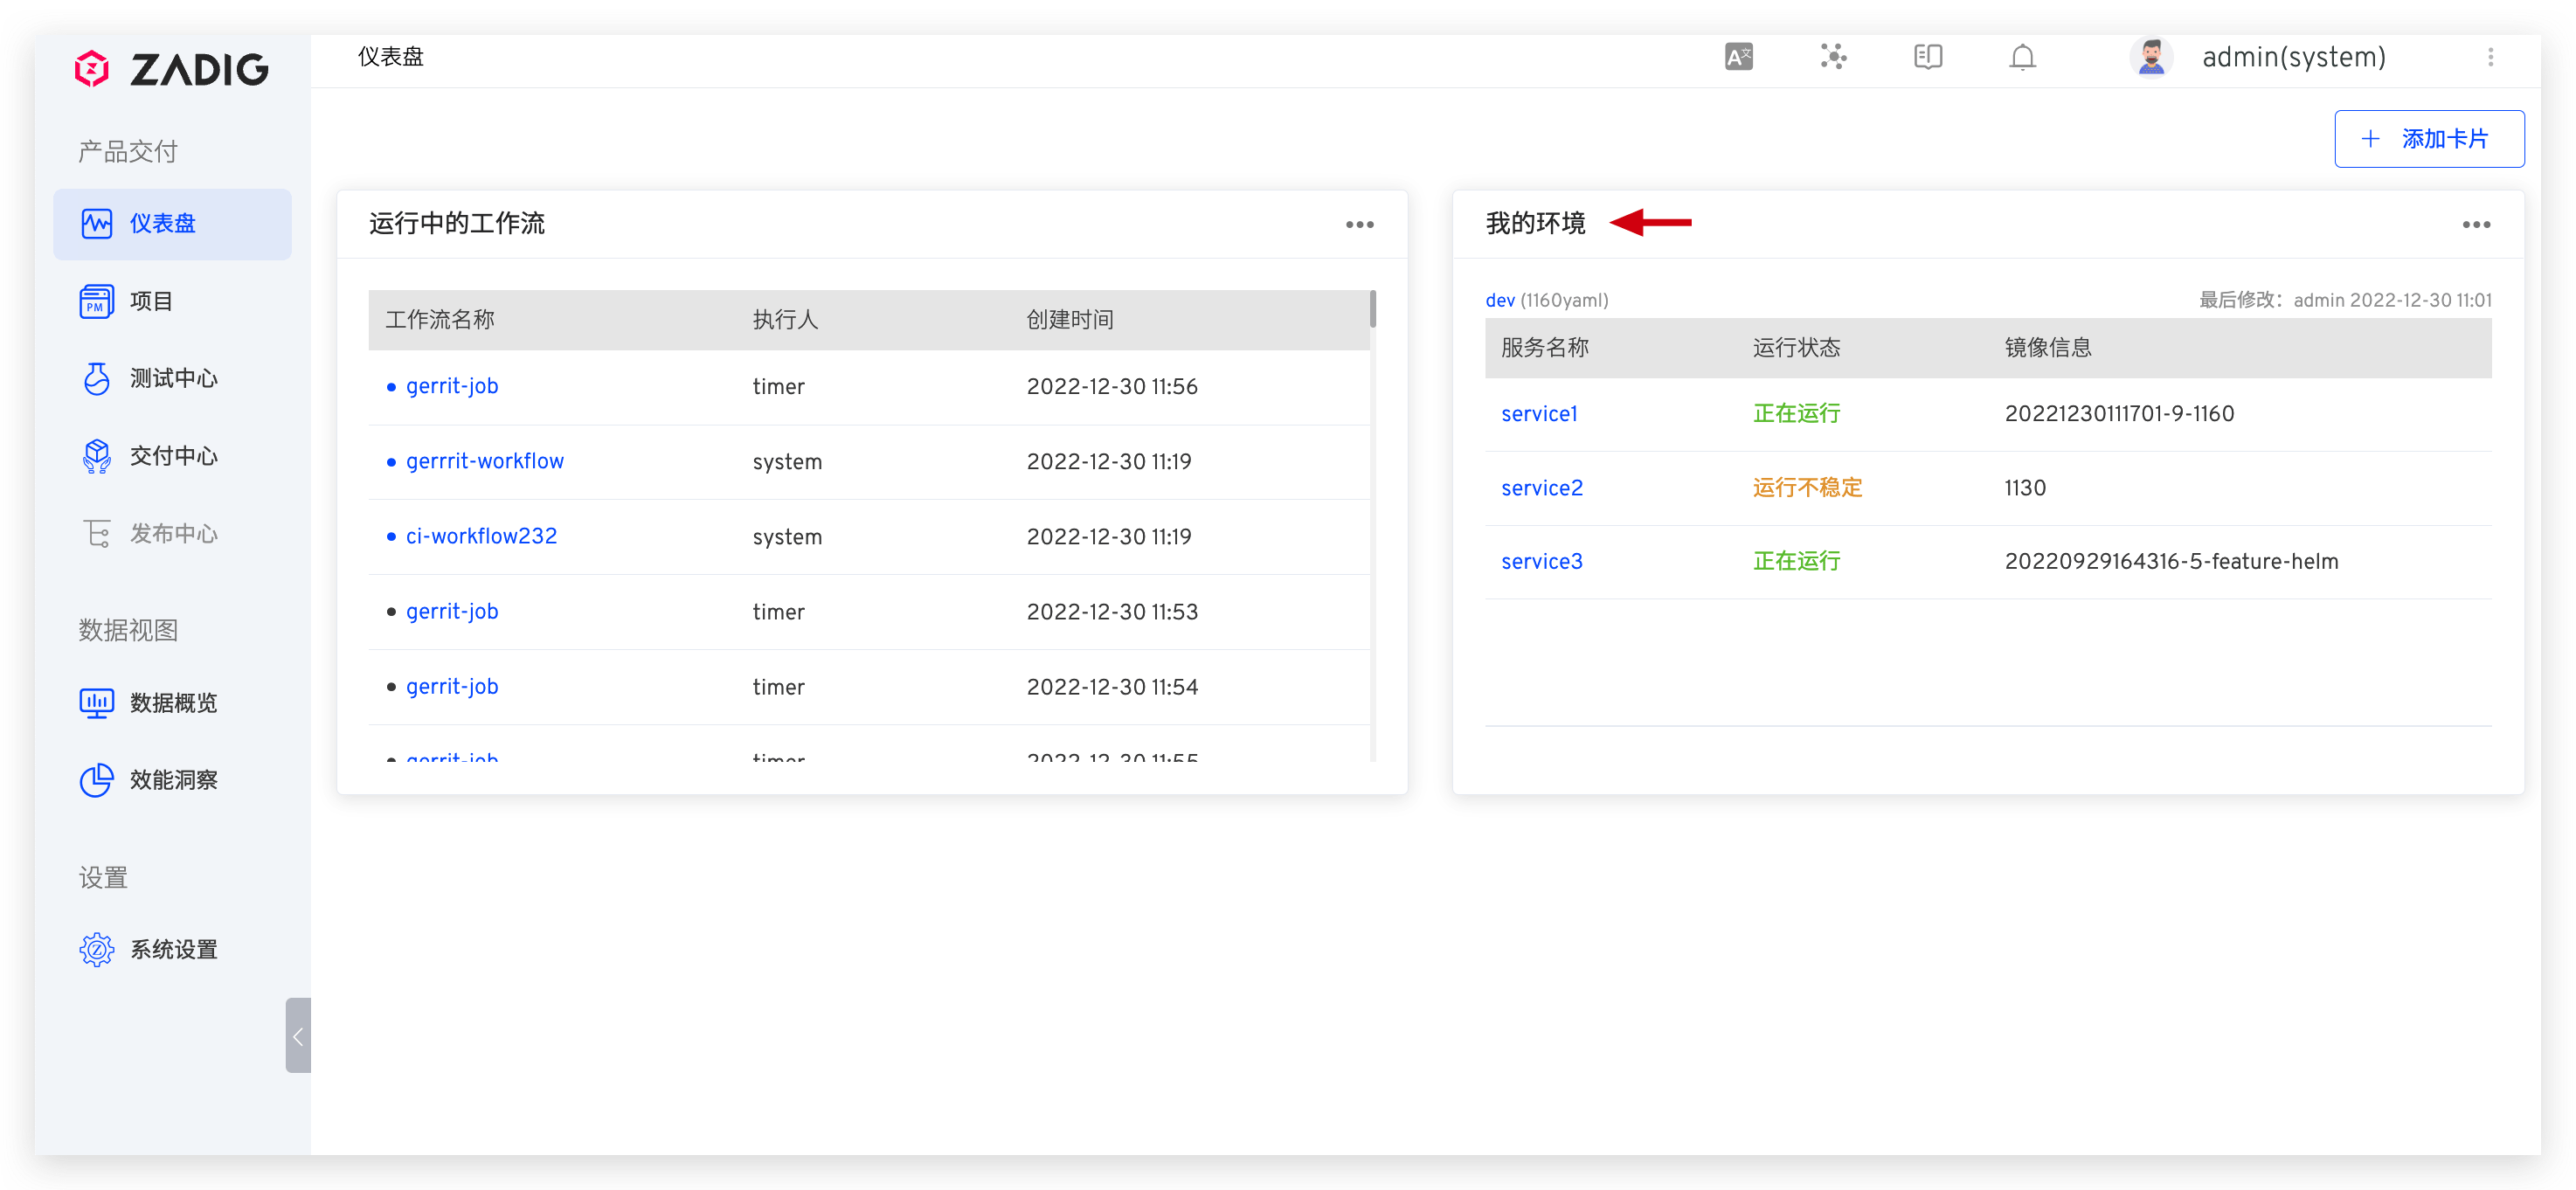 ZADIG
产品交付
仪表盘
项目
测试中心
交付中心
发布中心
数据视图
数据概览
效能洞察
设置
系统设置
仪表盘
admin(system)
+ 添加卡片
运行中的工作流
工作流名称 执行人 创建时间
gerrit-job timer 2022-12-30 11:56
gerrrit-workflow system 2022-12-30 11:19
ci-workflow232 system 2022-12-30 11:19
gerrit-job timer 2022-12-30 11:53
gerrit-job timer 2022-12-30 11:54
gerrit-job timer 2022-12-30 11:55
我的环境
dev (1160yaml) 最后修改：admin 2022-12-30 11:01
服务名称 运行状态 镜像信息
service1 正在运行 20221230111701-9-1160
service2 运行不稳定 1130
service3 正在运行 20220929164316-5-feature-helm